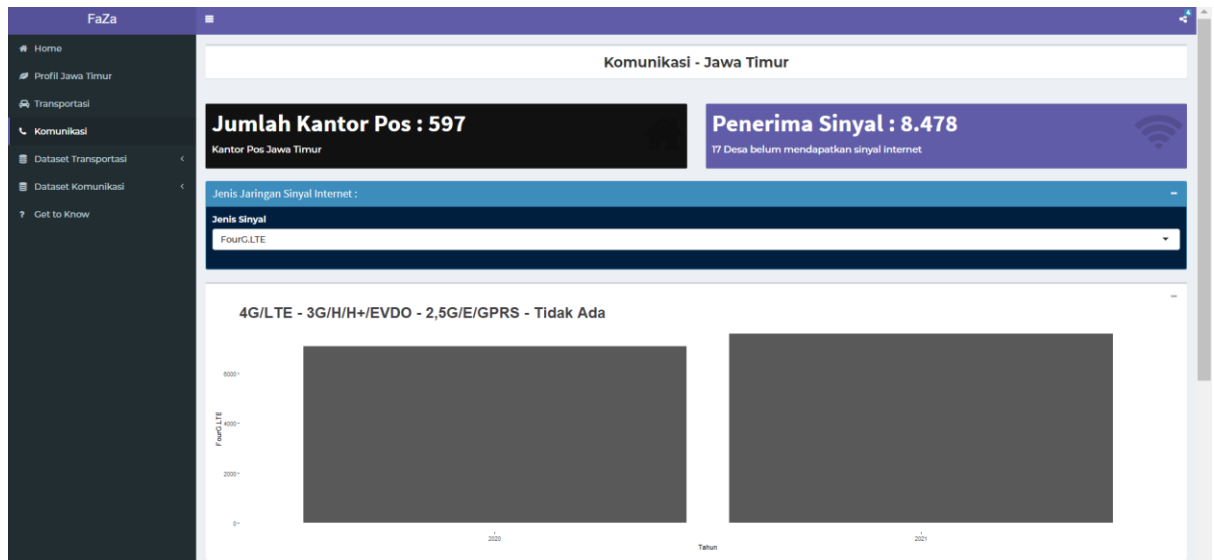 FaZa
4
Home
Profil Jawa Timur
Transportasi
Komunikasi
Dataset Transportasi
Dataset Komunikasi
? Get to Know
Komunikasi - Jawa Timur
Jumlah Kantor Pos : 597
Kantor Pos Jawa Timur
Penerima Sinyal : 8.478
17 Desa belum mendapatkan sinyal internet
Jenis Jaringan Sinyal Internet :
Jenis Sinyal
FourG.LTE
4G/LTE - 3G/H/H+/EVDO - 2,5G/E/GPRS - Tidak Ada
6000
4000
2000
0
FourG.LTE
2020
2021
Tahun